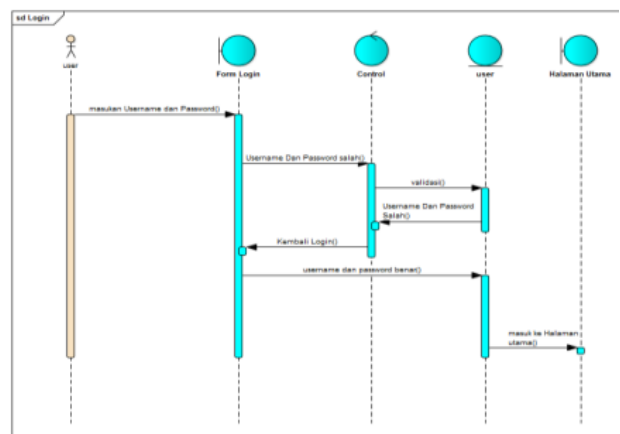 sd Login
user
Form Login
Control
user
Halaman Utama
masukan Username dan Password()
Username Dan Password salah()
validasi()
Username Dan Password
Salah()
Kembali Login()
username dan password benar()
masuk ke Halaman
utama()